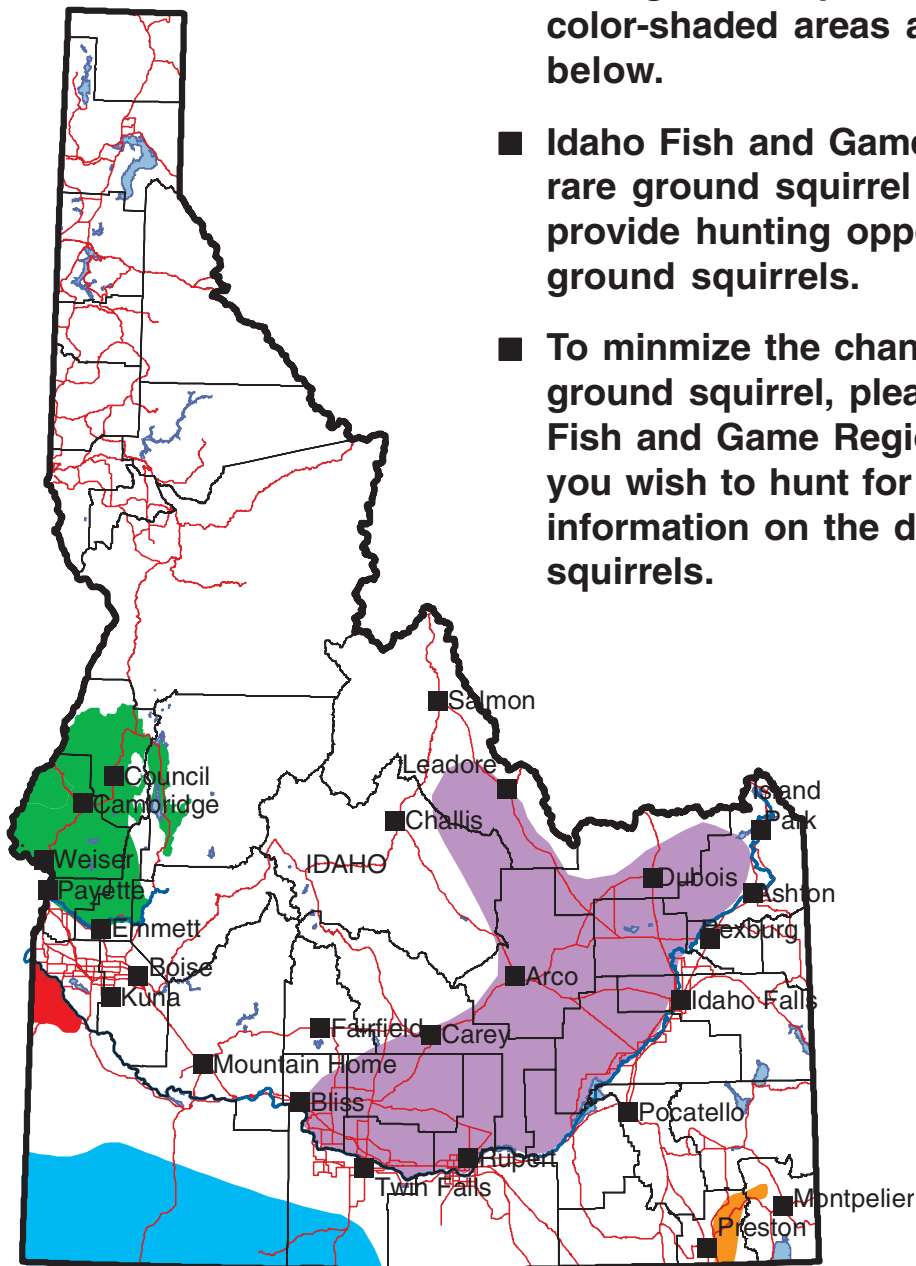 color-shaded areas a
below.
■ Idaho Fish and Game
rare ground squirrel
provide hunting oppo
ground squirrels.
■ To minmize the chan
ground squirrel, plea
Fish and Game Regio
you wish to hunt for
information on the d
squirrels.
Salmon
Leadore
Council
Cambridge
Challis
Island
Park
IDAHO
Weiser
Payette
Dubois
Ashton
Emmett
Rexburg
Boise
Arco
Kuna
Idaho Falls
Fairfield
Carey
Mountain Home
Bliss
Pocatello
Rupert
Twin Falls
Montpelier
Preston